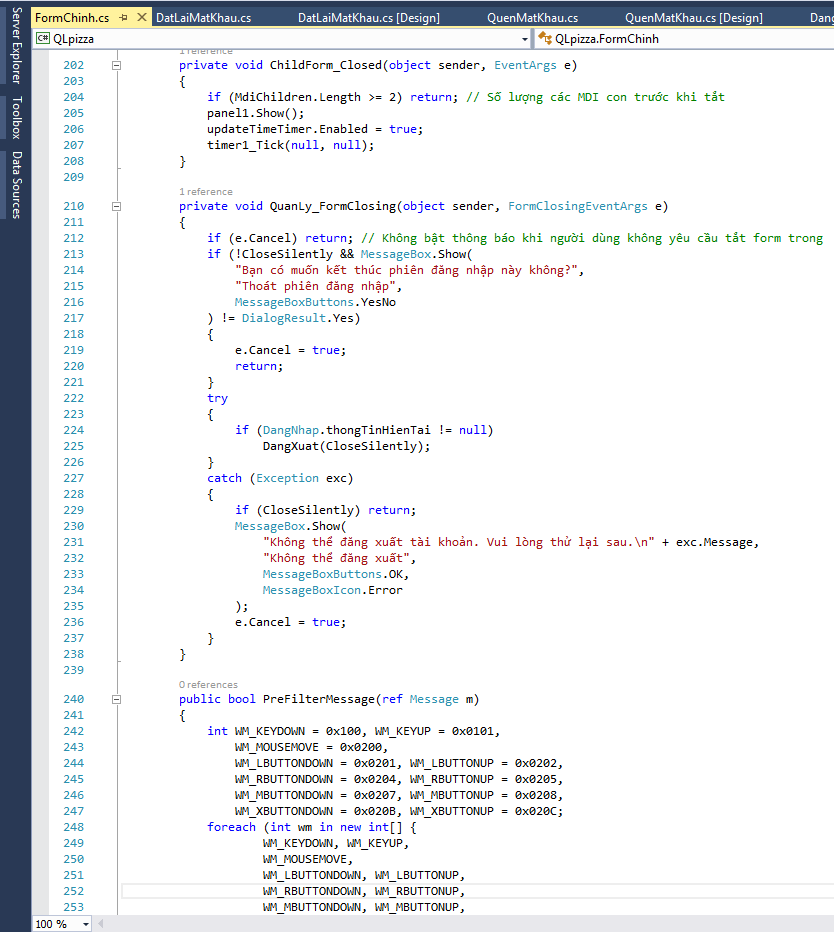 FormChinh.cs
DatLaiMatKhau.cs
DatLaiMatKhau.cs [Design]
QuenMatKhau.cs
QuenMatKhau.cs [Design]
Dang
Server Explorer
Toolbox
Data Sources
C# QLpizza
QLpizza.FormChinh
1 reference
202 private void ChildForm_Closed(object sender, EventArgs e)
203 {
204 if (MdiChildren.Length >= 2) return; // Số lượng các MDI con trước khi tắt
205 panel1.Show();
206 updateTimeTimer.Enabled = true;
207 timer1_Tick(null, null);
208 }
209
1 reference
210 private void QuanLy_FormClosing(object sender, FormClosingEventArgs e)
211 {
212 if (e.Cancel) return; // Không bật thông báo khi người dùng không yêu cầu tắt form trong
213 if (!CloseSilently && MessageBox.Show(
214 "Bạn có muốn kết thúc phiên đăng nhập này không?",
215 "Thoát phiên đăng nhập",
216 MessageBoxButtons.YesNo
217 ) != DialogResult.Yes)
218 {
219 e.Cancel = true;
220 return;
221 }
222 try
223 {
224 if (DangNhap.thongTinHienTai != null)
225 DangXuat(CloseSilently);
226 }
227 catch (Exception exc)
228 {
229 if (CloseSilently) return;
230 MessageBox.Show(
231 "Không thể đăng xuất tài khoản. Vui lòng thử lại sau.\n" + exc.Message,
232 "Không thể đăng xuất",
233 MessageBoxButtons.OK,
234 MessageBoxIcon.Error
235 );
236 e.Cancel = true;
237 }
238 }
239
0 references
240 public bool PreFilterMessage(ref Message m)
241 {
242 int WM_KEYDOWN = 0x100, WM_KEYUP = 0x0101,
243 WM_MOUSEMOVE = 0x0200,
244 WM_LBUTTONDOWN = 0x0201, WM_LBUTTONUP = 0x0202,
245 WM_RBUTTONDOWN = 0x0204, WM_RBUTTONUP = 0x0205,
246 WM_MBUTTONDOWN = 0x0207, WM_MBUTTONUP = 0x0208,
247 WM_XBUTTONDOWN = 0x020B, WM_XBUTTONUP = 0x020C;
248 foreach (int wm in new int[] {
249 WM_KEYDOWN, WM_KEYUP,
250 WM_MOUSEMOVE,
251 WM_LBUTTONDOWN, WM_LBUTTONUP,
252 WM_RBUTTONDOWN, WM_RBUTTONUP,
253 WM_MBUTTONDOWN, WM_MBUTTONUP,
100 %